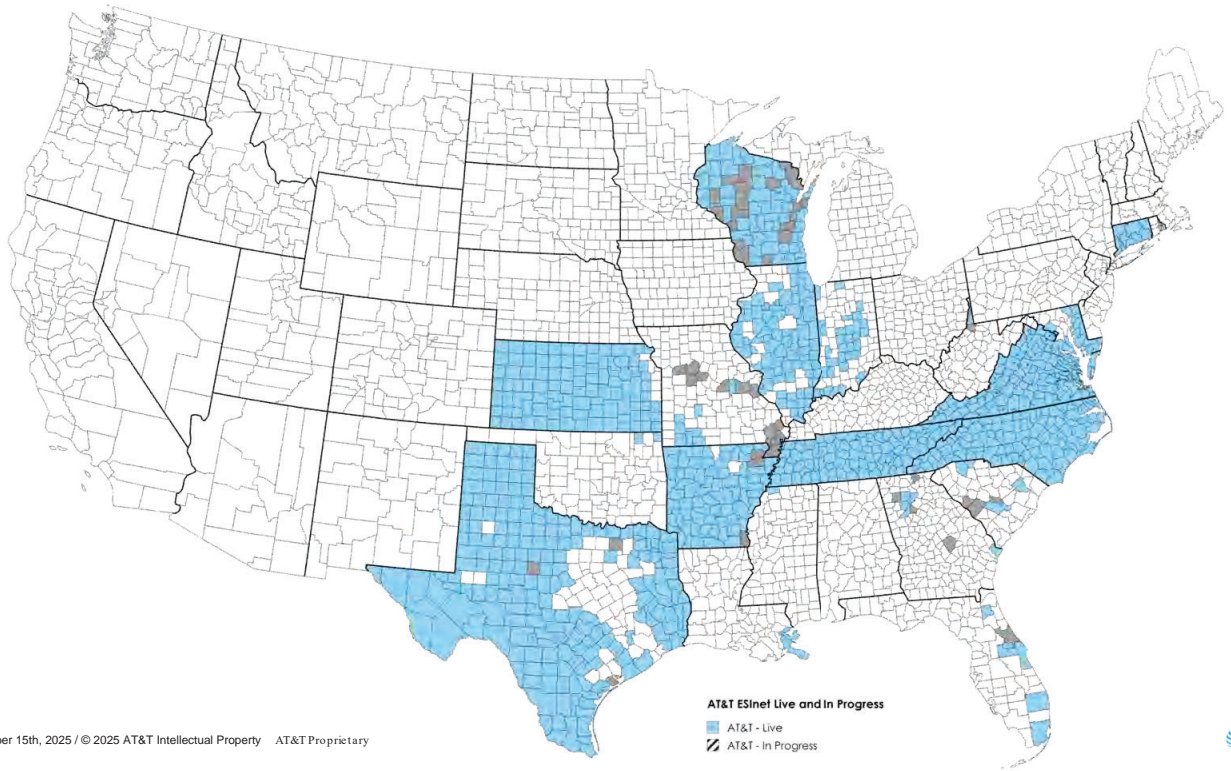 AT&T ESInet Live and In Progress
AT&T - Live
AT&T - In Progress
er 15th, 2025 / © 2025 AT&T Intellectual Property AT&T Proprietary